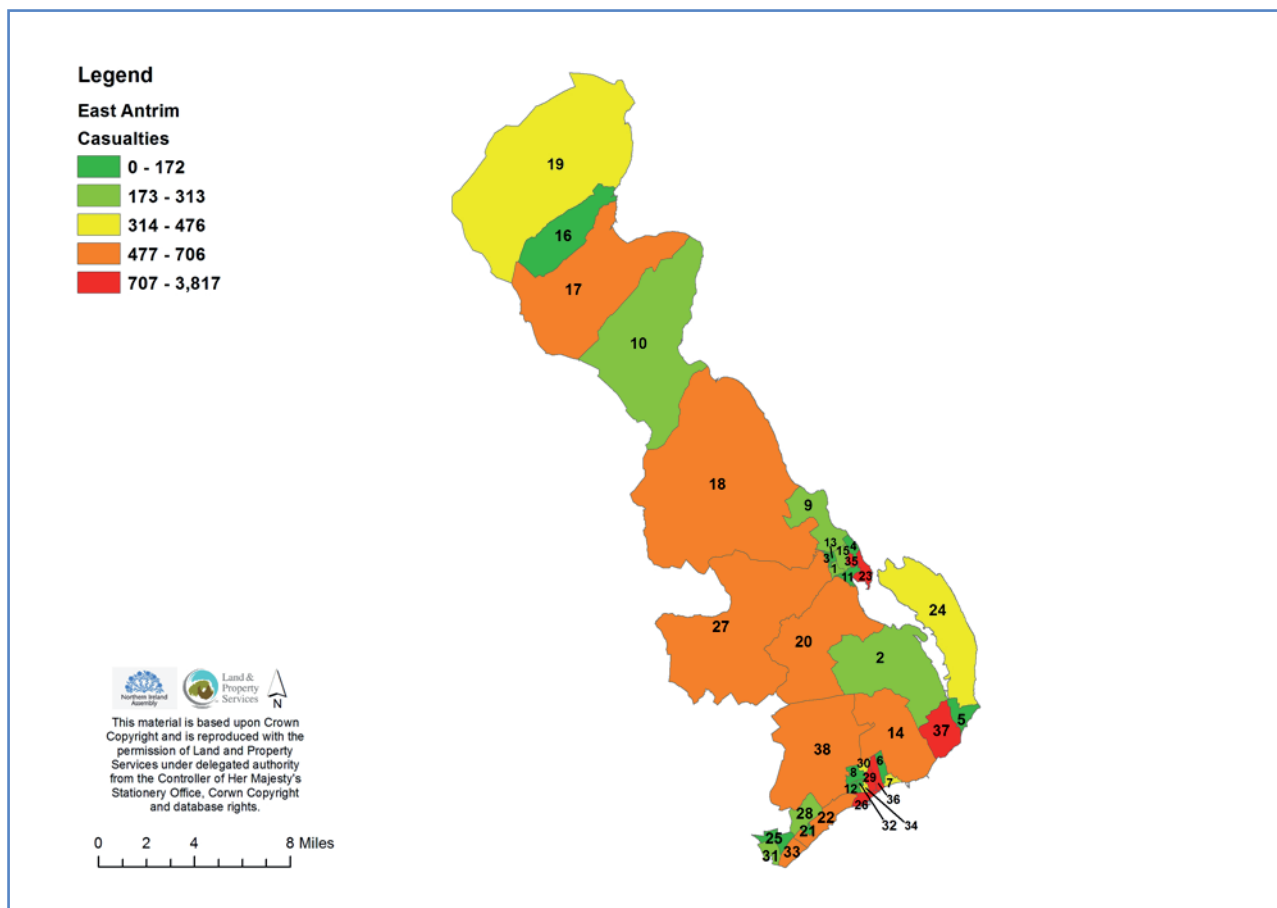 Legend
East Antrim
Casualties
0 - 172
173 - 313
314 - 476
477 - 706
707 - 3,817
19
16
17
10
18
9
13
4
15
3
35
1
11
23
24
27
20
2
5
37
14
38
30
6
8
29
7
12
36
26
32
34
28
22
21
25
31
33
Northern Ireland
Assembly
Land &
Property
Services
N
This material is based upon Crown
Copyright and is reproduced with the
permission of Land and Property
Services under delegated authority
from the Controller of Her Majesty's
Stationery Office, Corwn Copyright
and database rights.
0 2 4 8 Miles